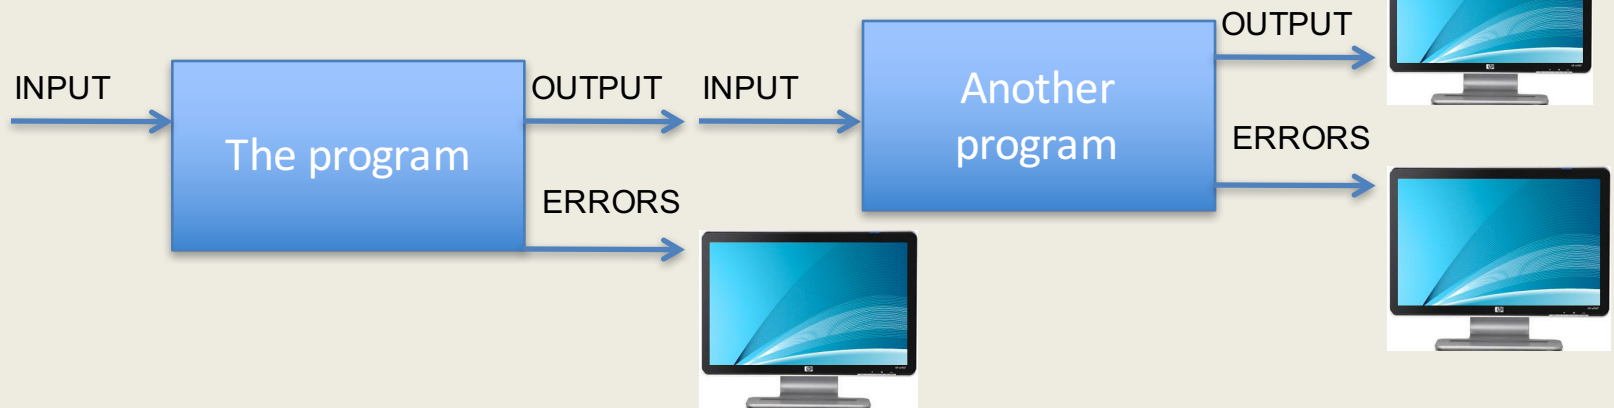 INPUT
The program
OUTPUT
ERRORS
INPUT
Another
program
OUTPUT
ERRORS